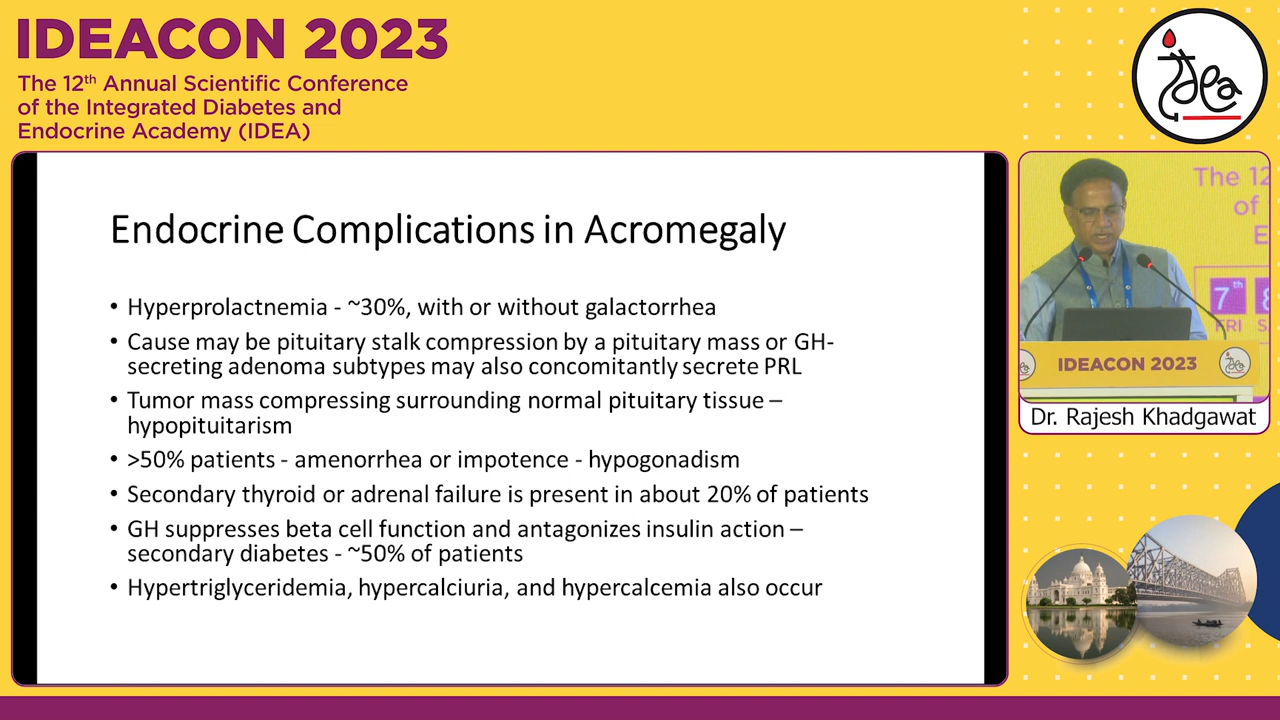 IDEACON 2023
The 12th Annual Scientific Conference
of the Integrated Diabetes and
Endocrine Academy (IDEA)
Idea
Endocrine Complications in Acromegaly
• Hyperprolactnemia - ~30%, with or without galactorrhea
• Cause may be pituitary stalk compression by a pituitary mass or GH-
secreting adenoma subtypes may also concomitantly secrete PRL
• Tumor mass compressing surrounding normal pituitary tissue –
hypopituitarism
• >50% patients - amenorrhea or impotence - hypogonadism
• Secondary thyroid or adrenal failure is present in about 20% of patients
• GH suppresses beta cell function and antagonizes insulin action –
secondary diabetes - ~50% of patients
• Hypertriglyceridemia, hypercalciuria, and hypercalcemia also occur
The 12
of
E
7th 8
FRI S
IDEACON 2023
Dr. Rajesh Khadgawat